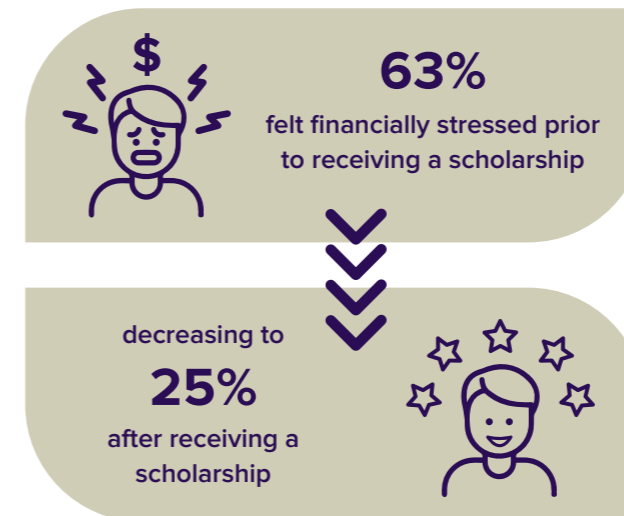 $
63%
felt financially stressed prior
to receiving a scholarship
decreasing to
25%
after receiving a
scholarship